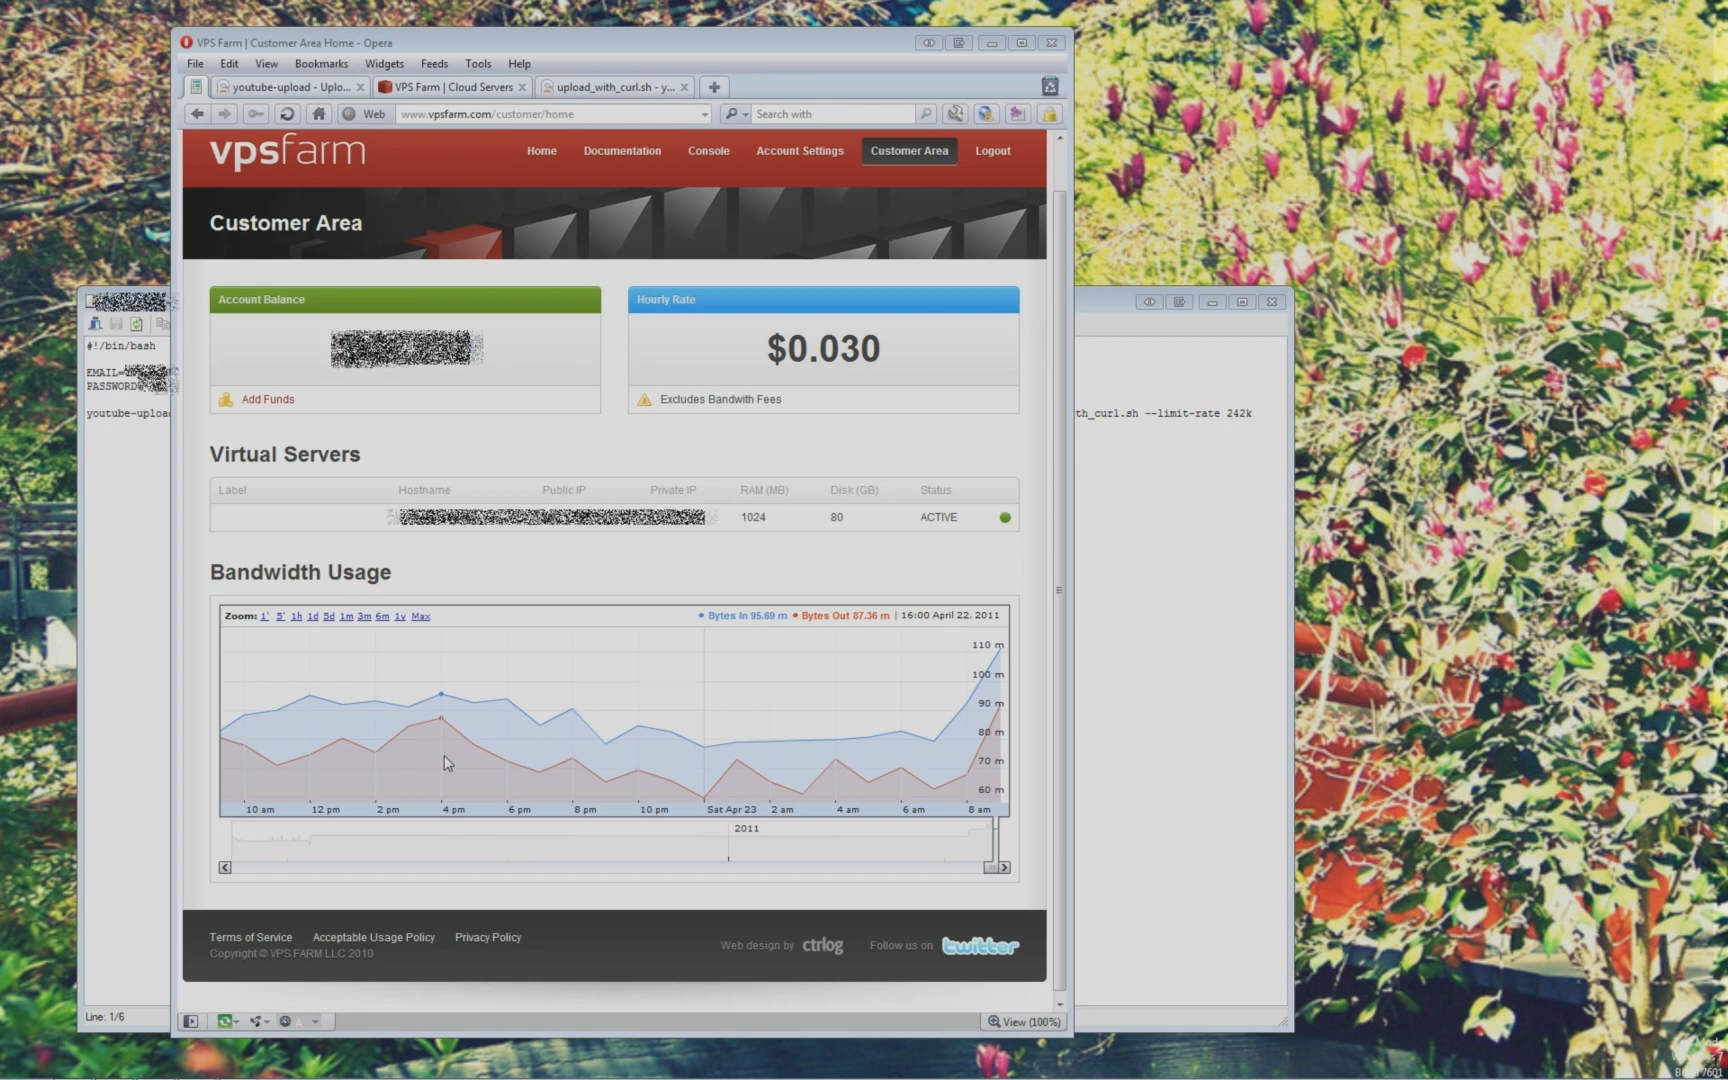 VPS Farm | Customer Area Home - Opera
File Edit View Bookmarks Widgets Feeds Tools Help
youtube-upload - Uplo... VPS Farm | Cloud Servers upload_with_curl.sh - y...
Web www.vpsfarm.com/customer/home Search with
vpsfarm
Home Documentation Console Account Settings Customer Area Logout
Customer Area
Account Balance
Hourly Rate
$0.030
Add Funds
Excludes Bandwith Fees
#!/bin/bash
EMAIL=
PASSWORD
youtube-uploa
th_curl.sh --limit-rate 242k
Virtual Servers
Label Hostname Public IP Private IP RAM (MB) Disk (GB) Status
1024 80 ACTIVE
Bandwidth Usage
Zoom: 1' 5' 1h 1d 5d 1m 3m 6m 1y Max
Bytes In 95.69 m Bytes Out 87.36 m | 16:00 April 22, 2011
110 m
100 m
90 m
80 m
70 m
60 m
10 am 12 pm 2 pm 4 pm 6 pm 8 pm 10 pm Sat Apr 23 2 am 4 am 6 am 8 am
2011
Terms of Service Acceptable Usage Policy Privacy Policy
Copyright © VPS FARM LLC 2010
Web design by ctrlog Follow us on twitter
Line: 1/6
View (100%)